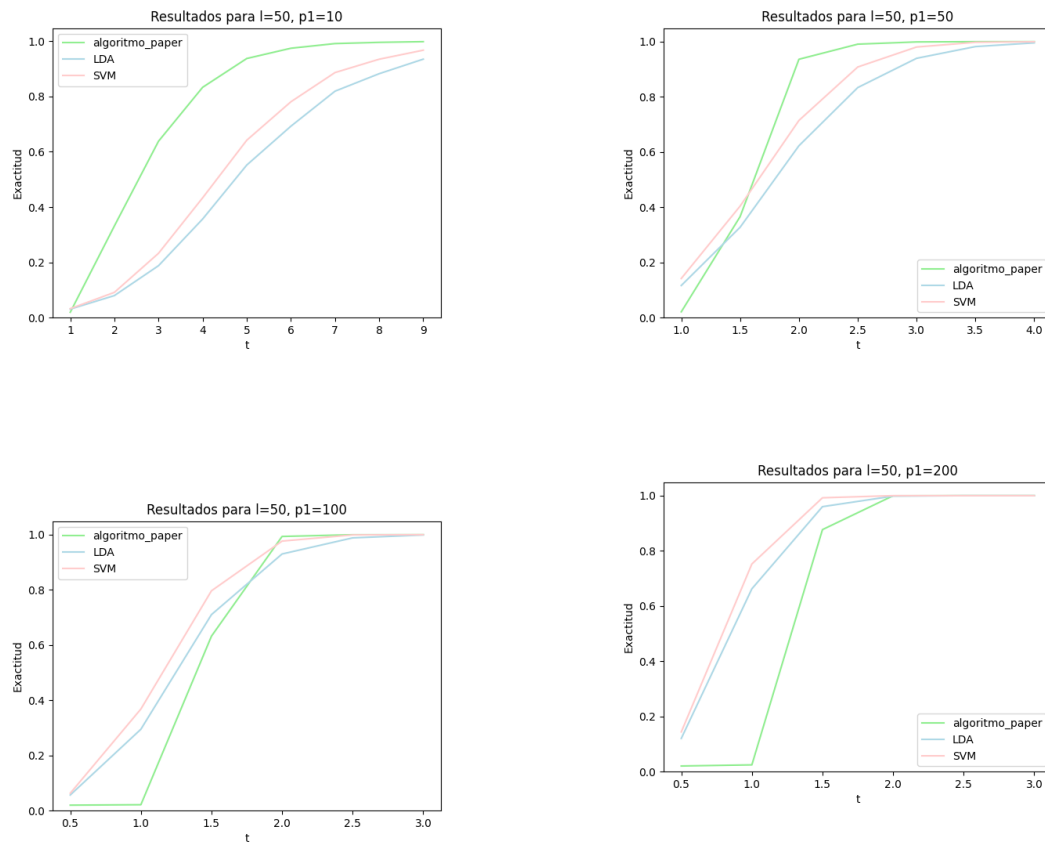 Resultados para l=50, p1=10
1.0
0.8
0.6
0.4
0.2
0.0
Exactitud
algoritmo_paper
LDA
SVM
1 2 3 4 5 6 7 8 9
t
Resultados para l=50, p1=50
1.0
0.8
0.6
0.4
0.2
0.0
Exactitud
algoritmo_paper
LDA
SVM
1.0 1.5 2.0 2.5 3.0 3.5 4.0
t
Resultados para l=50, p1=100
1.0
0.8
0.6
0.4
0.2
0.0
Exactitud
algoritmo_paper
LDA
SVM
0.5 1.0 1.5 2.0 2.5 3.0
t
Resultados para l=50, p1=200
1.0
0.8
0.6
0.4
0.2
0.0
Exactitud
algoritmo_paper
LDA
SVM
0.5 1.0 1.5 2.0 2.5 3.0
t